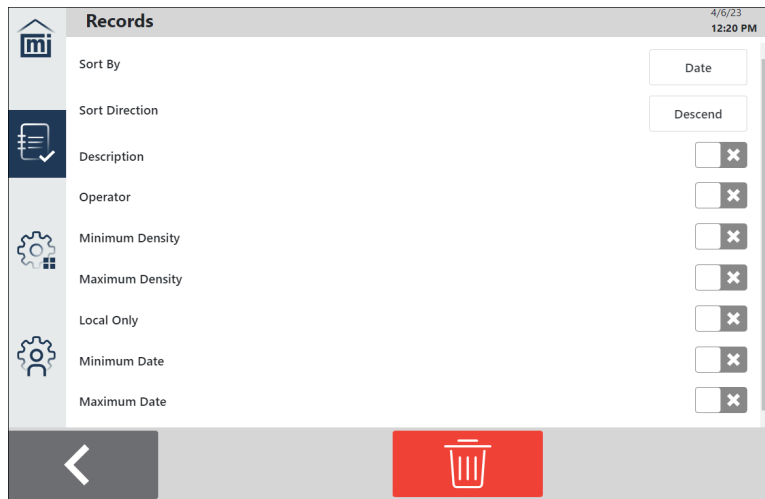 Records
4/6/23
12:20 PM
mi
Sort By
Date
Sort Direction
Descend
Description
Operator
Minimum Density
Maximum Density
Local Only
Minimum Date
Maximum Date